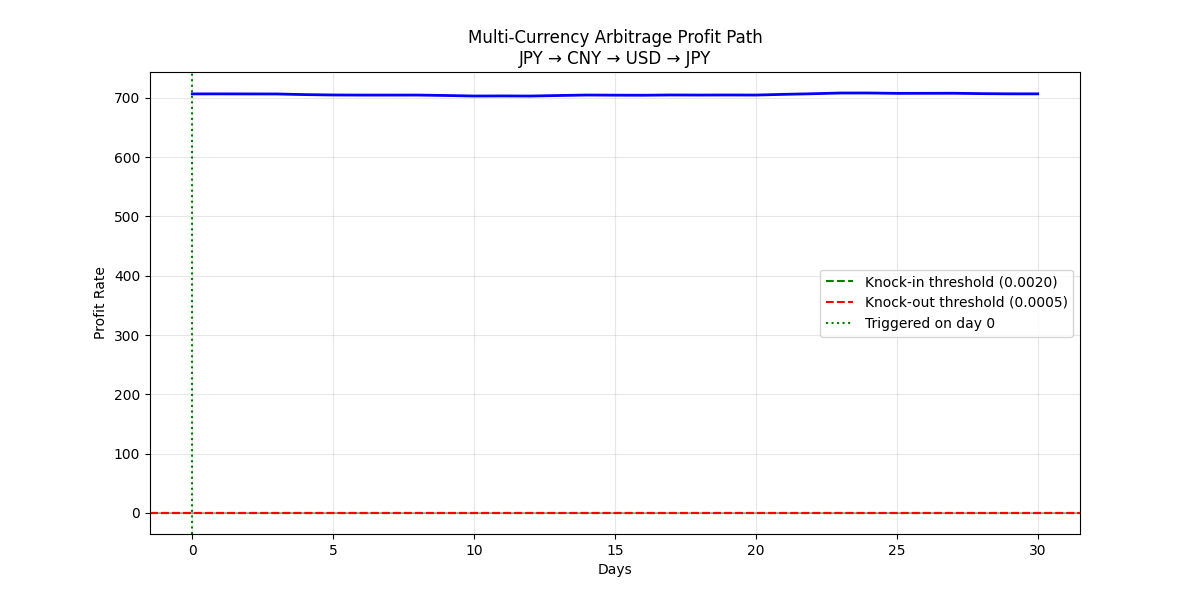 Multi-Currency Arbitrage Profit Path
JPY → CNY → USD → JPY
Profit Rate
700
600
500
400
300
200
100
0
Knock-in threshold (0.0020)
Knock-out threshold (0.0005)
Triggered on day 0
0 5 10 15 20 25 30
Days